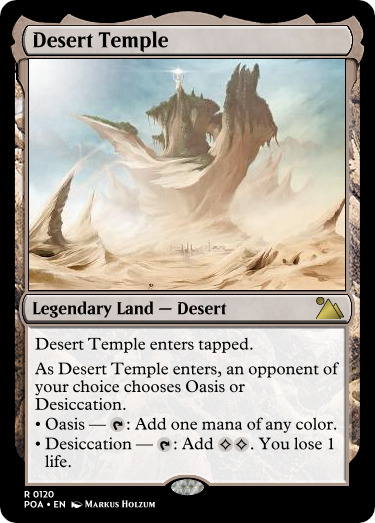 Desert Temple
Legendary Land — Desert
Desert Temple enters tapped.
As Desert Temple enters, an opponent of
your choice chooses Oasis or
Desiccation.
• Oasis — : Add one mana of any color.
• Desiccation — : Add . You lose 1
life.
R 0120
POA • EN Markus Holzum